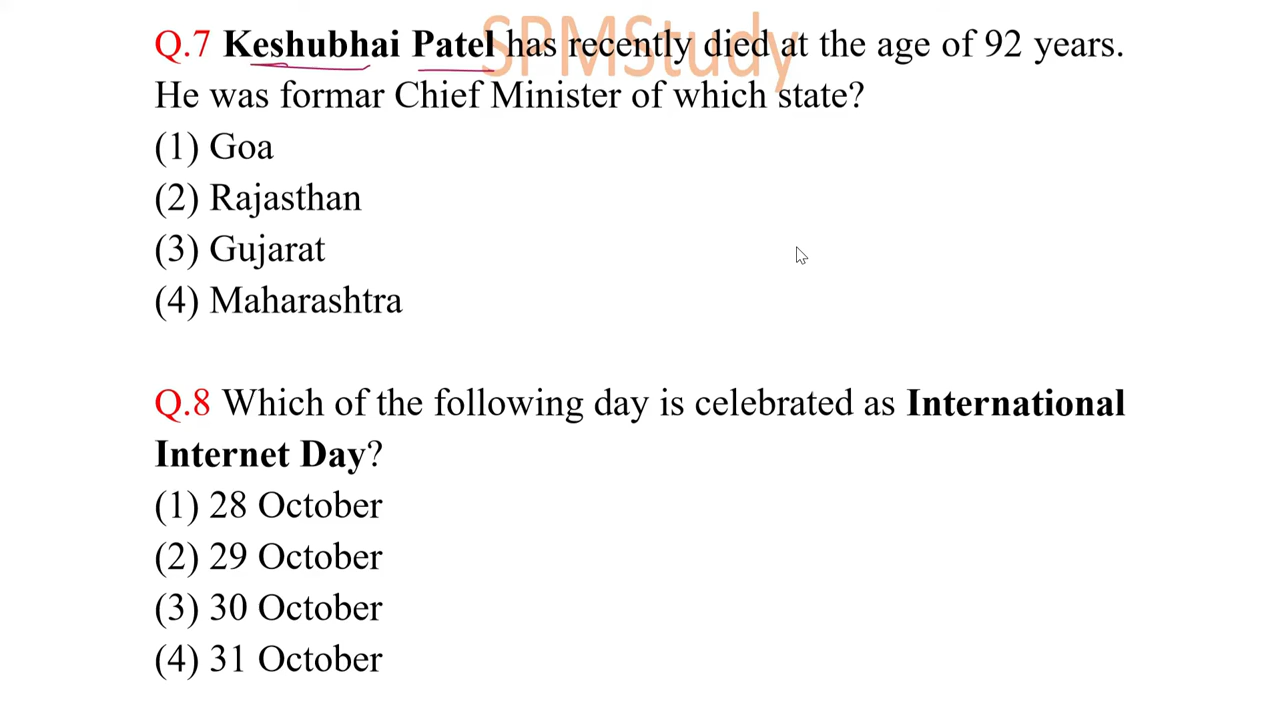 SPMStudy
Q.7 Keshubhai Patel has recently died at the age of 92 years.
He was formar Chief Minister of which state?
(1) Goa
(2) Rajasthan
(3) Gujarat
(4) Maharashtra
Q.8 Which of the following day is celebrated as International
Internet Day?
(1) 28 October
(2) 29 October
(3) 30 October
(4) 31 October